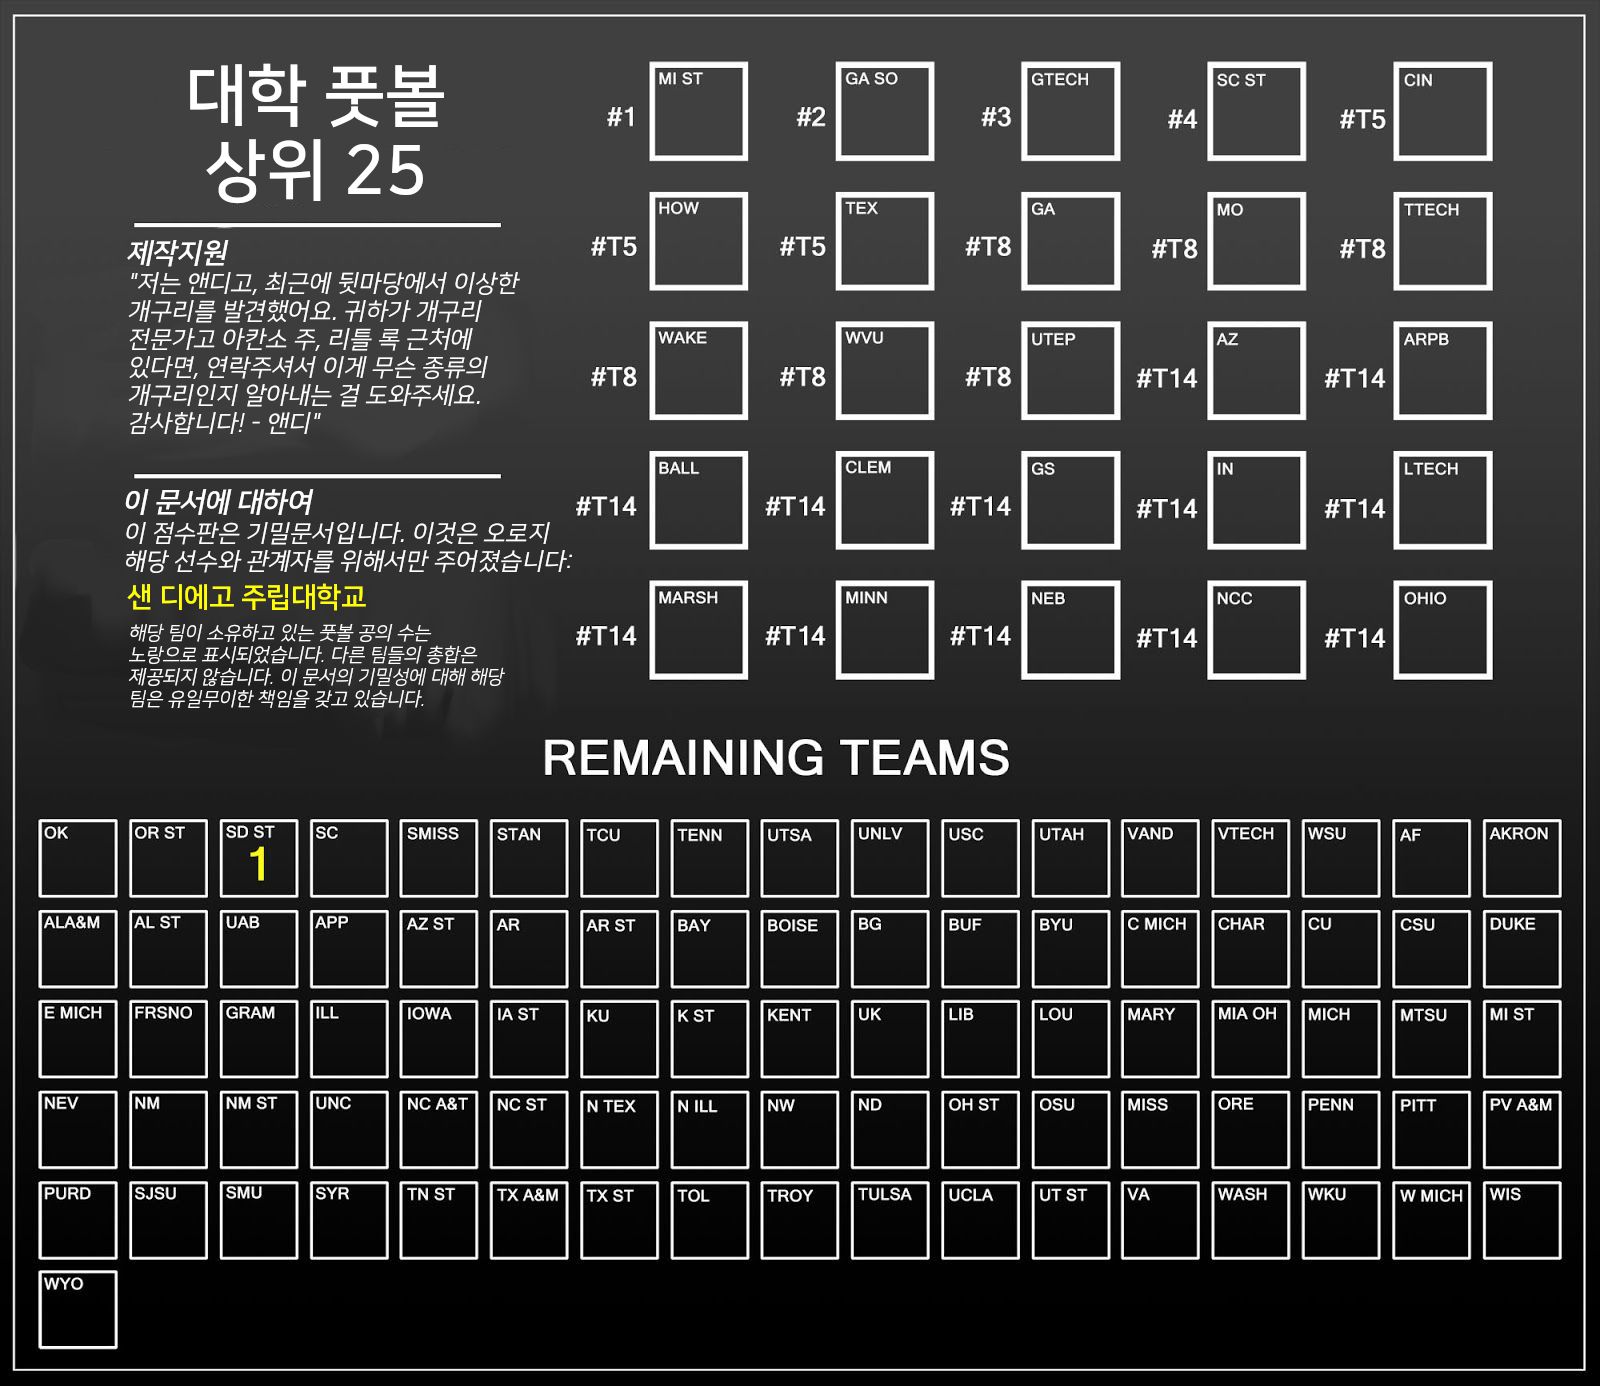 대학 풋볼
상위 25
제작지원
"저는 앤디고, 최근에 뒷마당에서 이상한
개구리를 발견했어요. 귀하가 개구리
전문가고 아칸소 주, 리틀 록 근처에
있다면, 연락주셔서 이게 무슨 종류의
개구리인지 알아내는 걸 도와주세요.
감사합니다! - 앤디"
이 문서에 대하여
이 점수판은 기밀문서입니다. 이것은 오로지
해당 선수와 관계자를 위해서만 주어졌습니다:
샌 디에고 주립대학교
해당 팀이 소유하고 있는 풋볼 공의 수는
노랑으로 표시되었습니다. 다른 팀들의 총합은
제공되지 않습니다. 이 문서의 기밀성에 대해 해당
팀은 유일무이한 책임을 갖고 있습니다.
#1 MI ST #2 GA SO #3 GTECH #4 SC ST #T5 CIN
#T5 HOW #T5 TEX #T8 GA #T8 MO #T8 TTECH
#T8 WAKE #T8 WVU #T8 UTEP #T14 AZ #T14 ARPB
#T14 BALL #T14 CLEM #T14 GS #T14 IN #T14 LTECH
#T14 MARSH #T14 MINN #T14 NEB #T14 NCC #T14 OHIO
REMAINING TEAMS
OK OR ST SD ST SC SMISS STAN TCU TENN UTSA UNLV USC UTAH VAND VTECH WSU AF AKRON
1
ALA&M AL ST UAB APP AZ ST AR AR ST BAY BOISE BG BUF BYU C MICH CHAR CU CSU DUKE
E MICH FRSNO GRAM ILL IOWA IA ST KU K ST KENT UK LIB LOU MARY MIA OH MICH MTSU MI ST
NEV NM NM ST UNC NC A&T NC ST N TEX N ILL NW ND OH ST OSU MISS ORE PENN PITT PV A&M
PURD SJSU SMU SYR TN ST TX A&M TX ST TOL TROY TULSA UCLA UT ST VA WASH WKU W MICH WIS
WYO